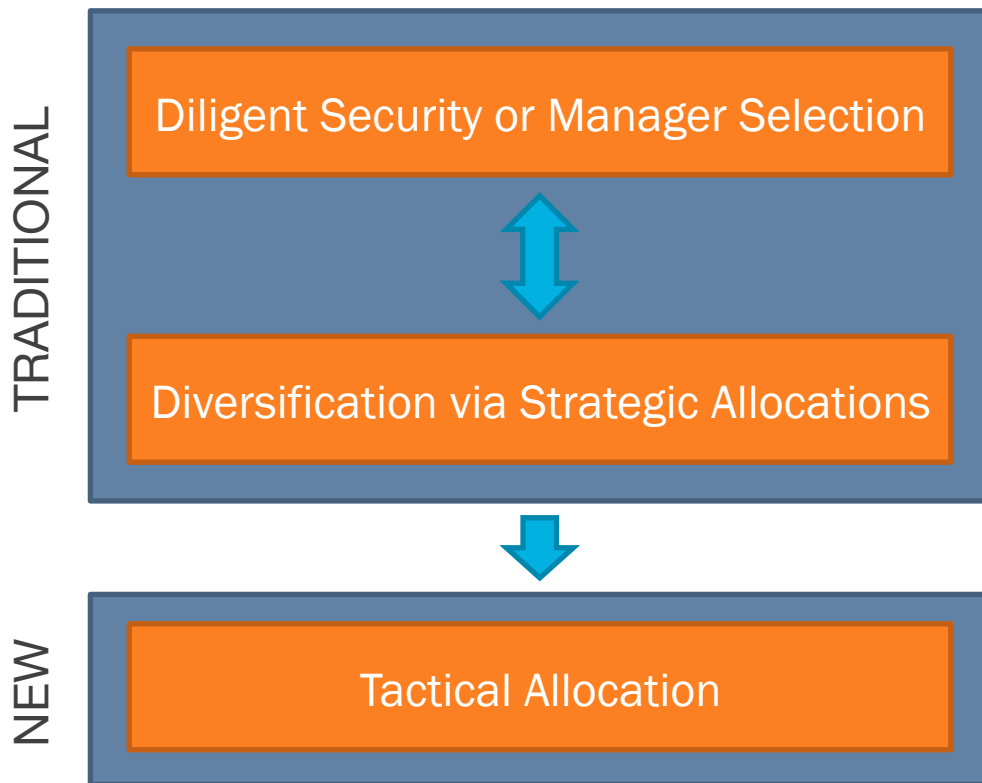 TRADITIONAL
Diligent Security or Manager Selection
Diversification via Strategic Allocations
NEW
Tactical Allocation